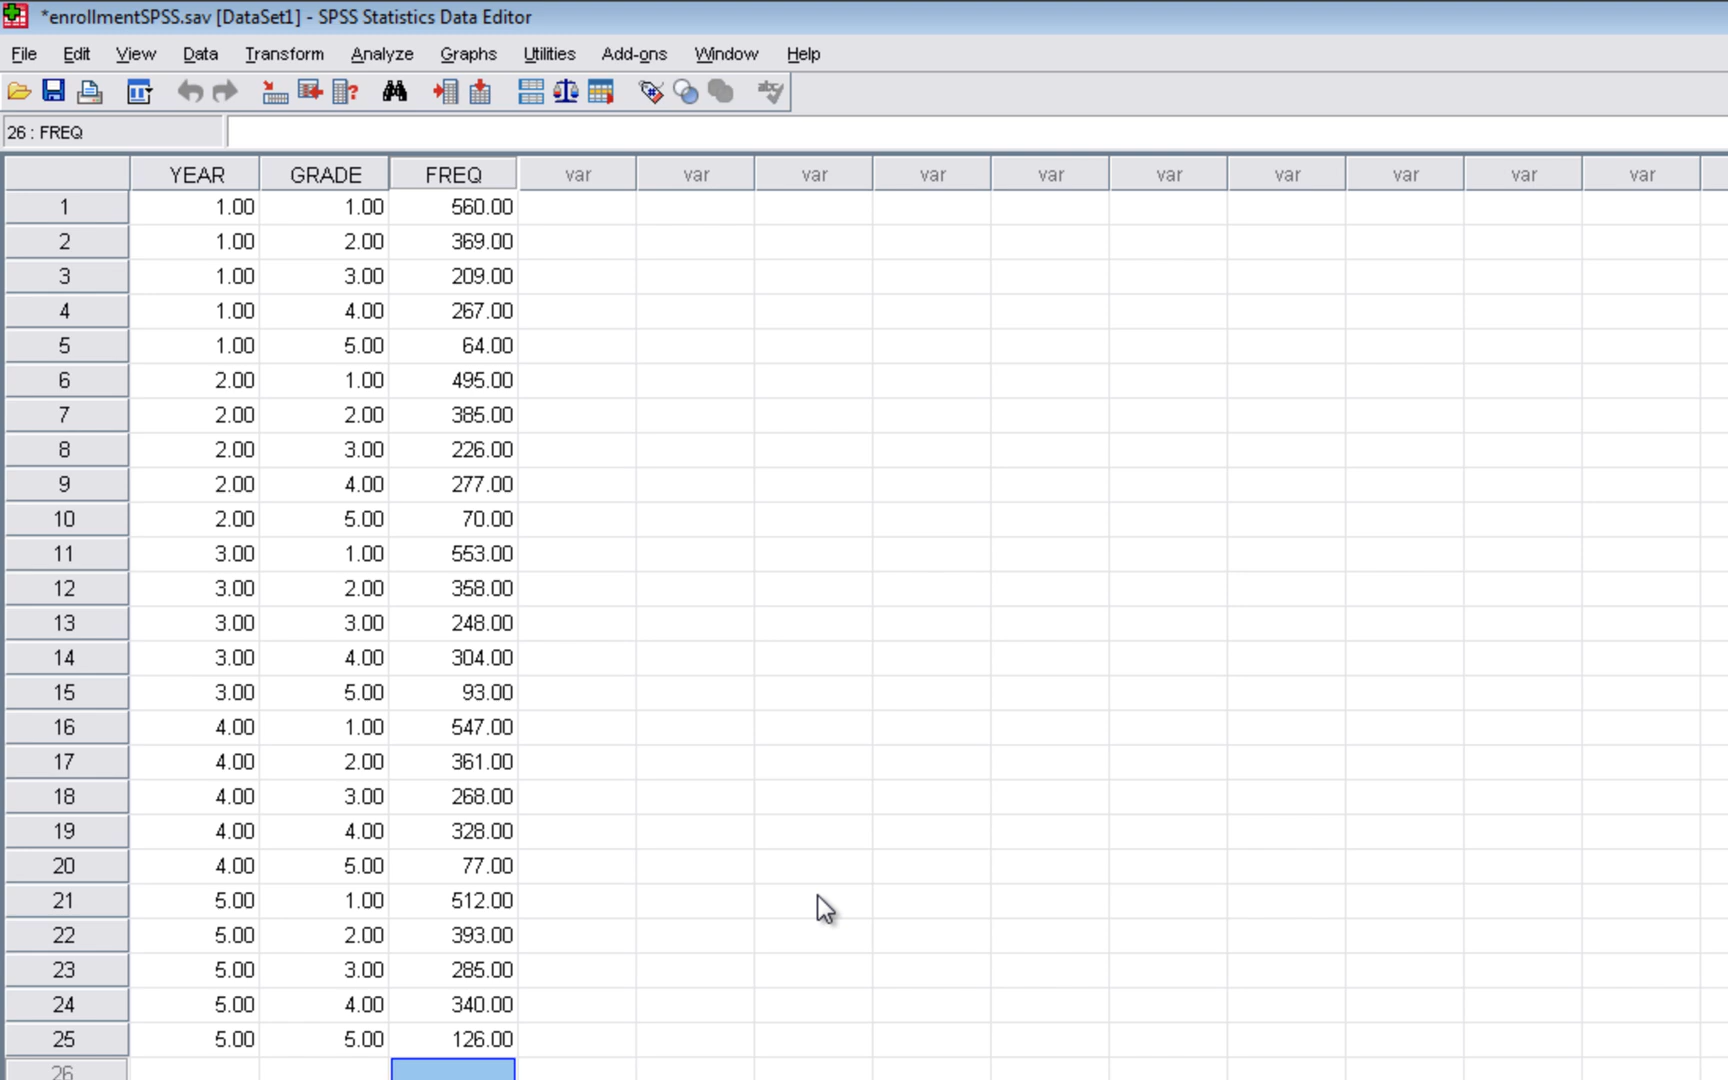 *enrollmentSPSS.sav [DataSet1] - SPSS Statistics Data Editor
File Edit View Data Transform Analyze Graphs Utilities Add-ons Window Help
26 : FREQ
YEAR GRADE FREQ var var var var var var var var var var
1 1.00 1.00 560.00
2 1.00 2.00 369.00
3 1.00 3.00 209.00
4 1.00 4.00 267.00
5 1.00 5.00 64.00
6 2.00 1.00 495.00
7 2.00 2.00 385.00
8 2.00 3.00 226.00
9 2.00 4.00 277.00
10 2.00 5.00 70.00
11 3.00 1.00 553.00
12 3.00 2.00 358.00
13 3.00 3.00 248.00
14 3.00 4.00 304.00
15 3.00 5.00 93.00
16 4.00 1.00 547.00
17 4.00 2.00 361.00
18 4.00 3.00 268.00
19 4.00 4.00 328.00
20 4.00 5.00 77.00
21 5.00 1.00 512.00
22 5.00 2.00 393.00
23 5.00 3.00 285.00
24 5.00 4.00 340.00
25 5.00 5.00 126.00
26